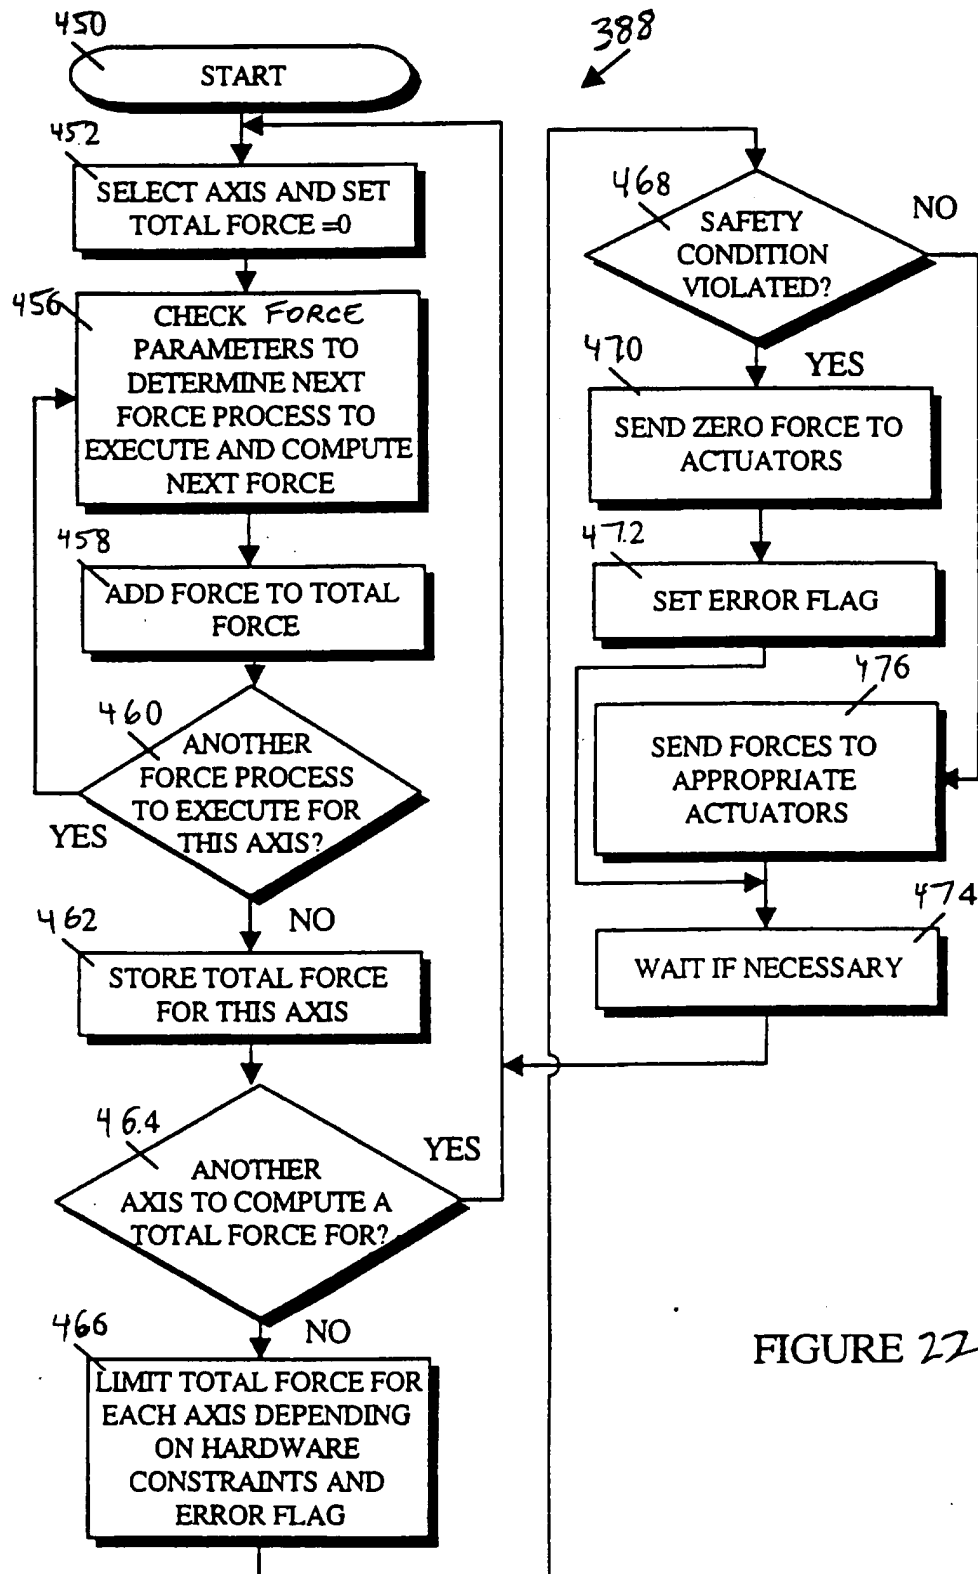 450
START
388
452
SELECT AXIS AND SET
TOTAL FORCE =0
456
CHECK FORCE
PARAMETERS TO
DETERMINE NEXT
FORCE PROCESS TO
EXECUTE AND COMPUTE
NEXT FORCE
458
ADD FORCE TO TOTAL
FORCE
460
ANOTHER
FORCE PROCESS
TO EXECUTE FOR
THIS AXIS?
YES
NO
462
STORE TOTAL FORCE
FOR THIS AXIS
464
ANOTHER
AXIS TO COMPUTE A
TOTAL FORCE FOR?
YES
NO
466
LIMIT TOTAL FORCE FOR
EACH AXIS DEPENDING
ON HARDWARE
CONSTRAINTS AND
ERROR FLAG
468
SAFETY
CONDITION
VIOLATED?
NO
YES
470
SEND ZERO FORCE TO
ACTUATORS
472
SET ERROR FLAG
476
SEND FORCES TO
APPROPRIATE
ACTUATORS
474
WAIT IF NECESSARY
FIGURE 22